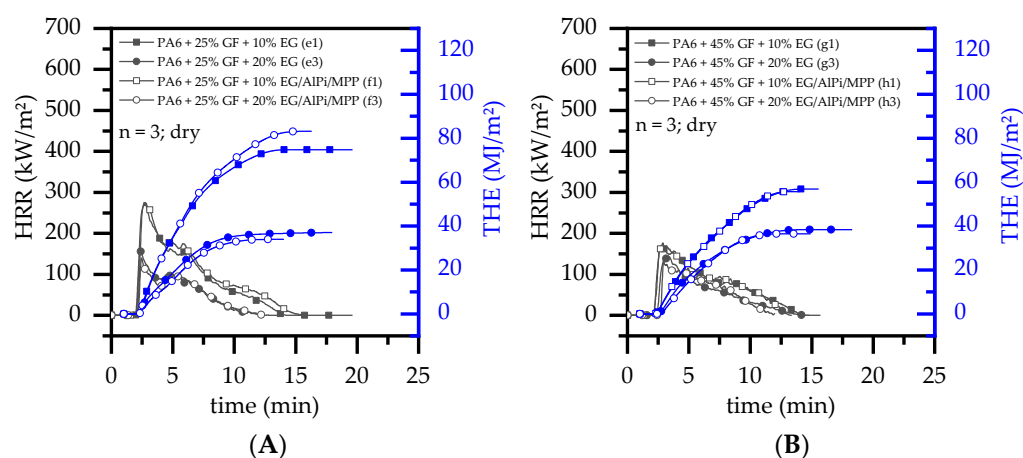 700
600
500
400
300
200
100
0
HRR (kW/m²)
PA6 + 25% GF + 10% EG (e1)
PA6 + 25% GF + 20% EG (e3)
PA6 + 25% GF + 10% EG/AlPi/MPP (f1)
PA6 + 25% GF + 20% EG/AlPi/MPP (f3)
n = 3; dry
120
100
80
60
40
20
0
THE (MJ/m²)
0 5 10 15 20 25
time (min)
(A)
700
600
500
400
300
200
100
0
HRR (kW/m²)
PA6 + 45% GF + 10% EG (g1)
PA6 + 45% GF + 20% EG (g3)
PA6 + 45% GF + 10% EG/AlPi/MPP (h1)
PA6 + 45% GF + 20% EG/AlPi/MPP (h3)
n = 3; dry
120
100
80
60
40
20
0
THE (MJ/m²)
0 5 10 15 20 25
time (min)
(B)